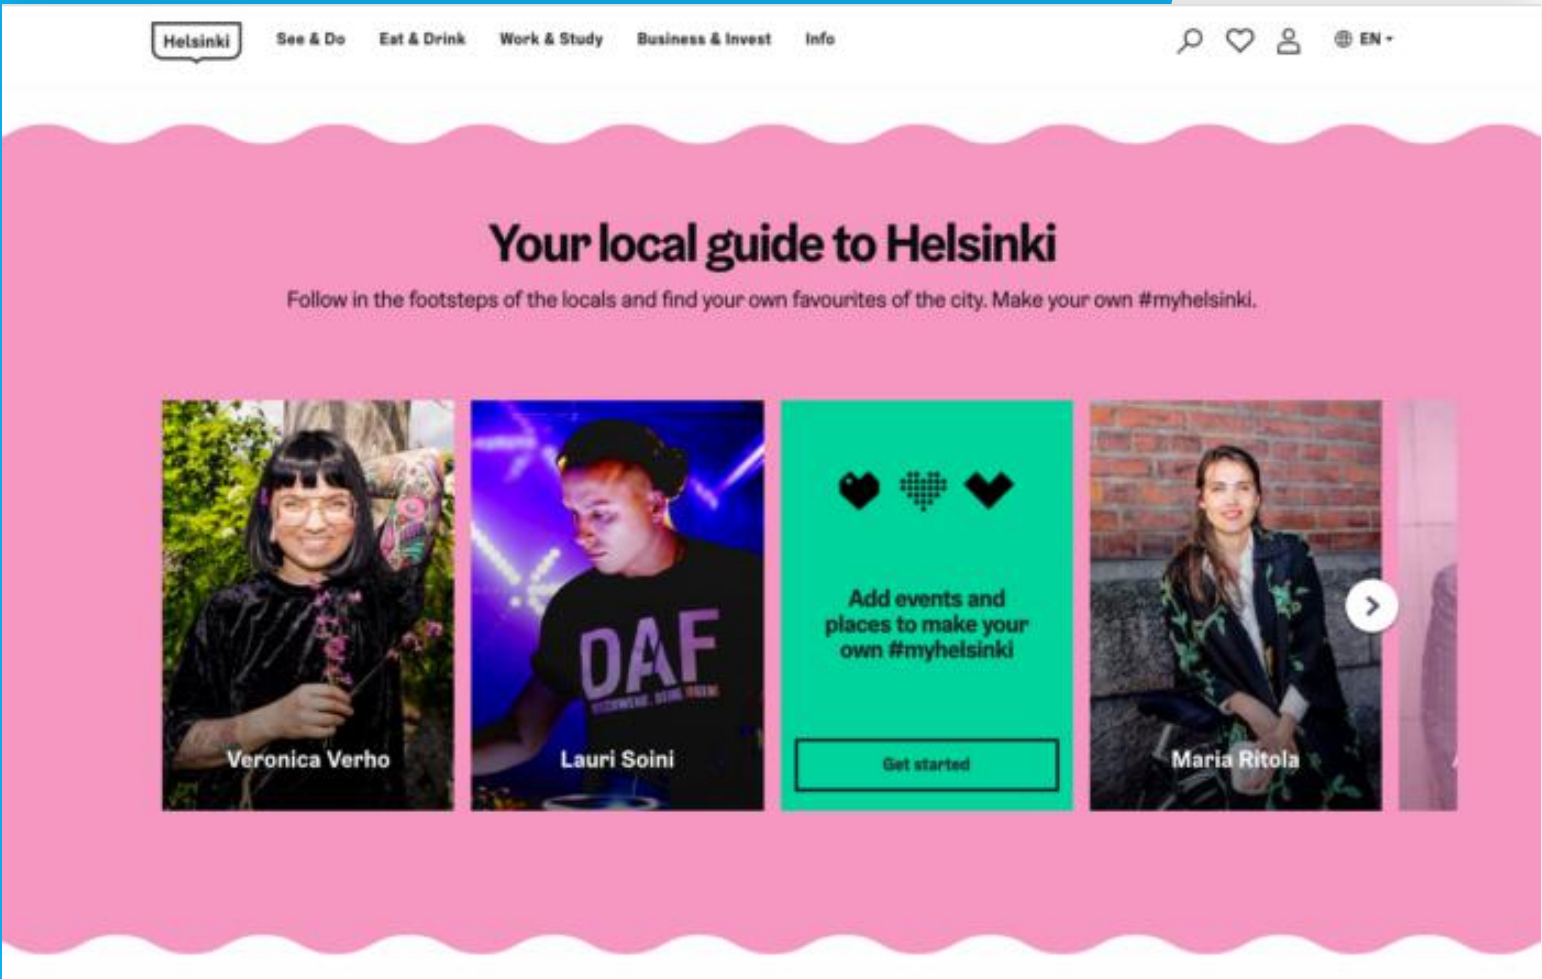 Helsinki
See & Do
Eat & Drink
Work & Study
Business & Invest
Info
EN
Your local guide to Helsinki
Follow in the footsteps of the locals and find your own favourites of the city. Make your own #myhelsinki.
Veronica Verho
DAF
Lauri Soini
Add events and
places to make your
own #myhelsinki
Get started
Maria Ritola